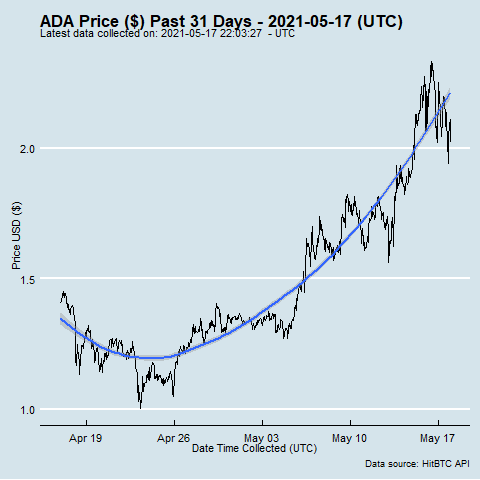 ADA Price ($) Past 31 Days - 2021-05-17 (UTC)
Latest data collected on: 2021-05-17 22:03:27 - UTC
Price USD ($)
2.0
1.5
1.0
Apr 19 Apr 26 May 03 May 10 May 17
Date Time Collected (UTC)
Data source: HitBTC API